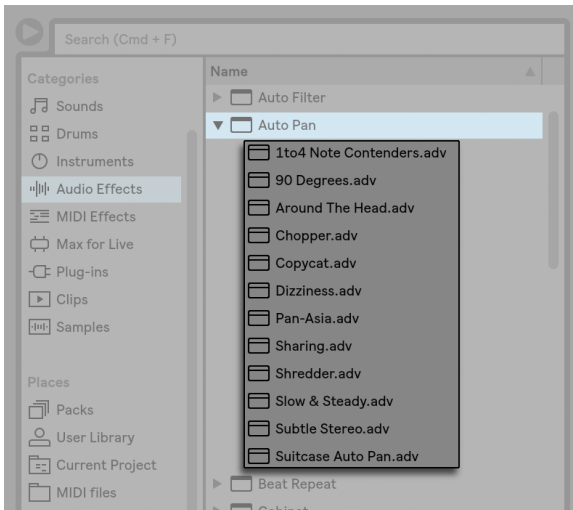 Search (Cmd + F)
Categories
Sounds
Drums
Instruments
Audio Effects
MIDI Effects
Max for Live
Plug-ins
Clips
Samples
Places
Packs
User Library
Current Project
MIDI files
Name
Auto Filter
Auto Pan
1to4 Note Contenders.adv
90 Degrees.adv
Around The Head.adv
Chopper.adv
Copycat.adv
Dizziness.adv
Pan-Asia.adv
Sharing.adv
Shredder.adv
Slow & Steady.adv
Subtle Stereo.adv
Suitcase Auto Pan.adv
Beat Repeat
Cabinet